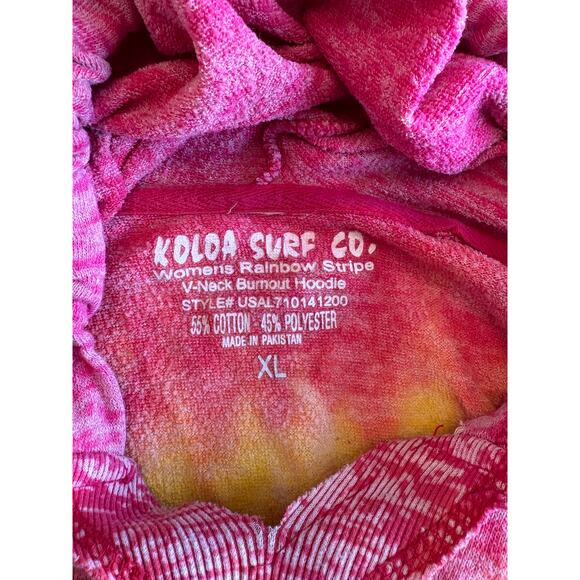 KOLOA SURF CO.
Womens Rainbow Stripe
V-Neck Burnout Hoodie
STYLE# USAL710141200
55% COTTON - 45% POLYESTER
MADE IN PAKISTAN
XL